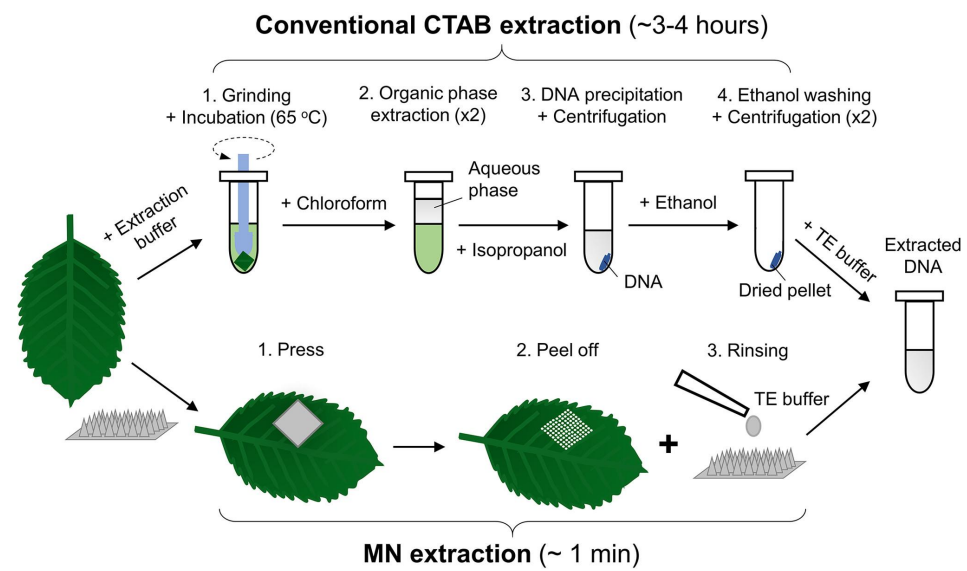 Conventional CTAB extraction (~3-4 hours)
1. Grinding
+ Incubation (65 °C)
2. Organic phase
extraction (x2)
3. DNA precipitation
+ Centrifugation
4. Ethanol washing
+ Centrifugation (x2)
+ Extraction
buffer
+ Chloroform
Aqueous
phase
+ Isopropanol
DNA
+ Ethanol
Dried pellet
+ TE buffer
Extracted
DNA
1. Press
2. Peel off
3. Rinsing
TE buffer
+
MN extraction (~ 1 min)